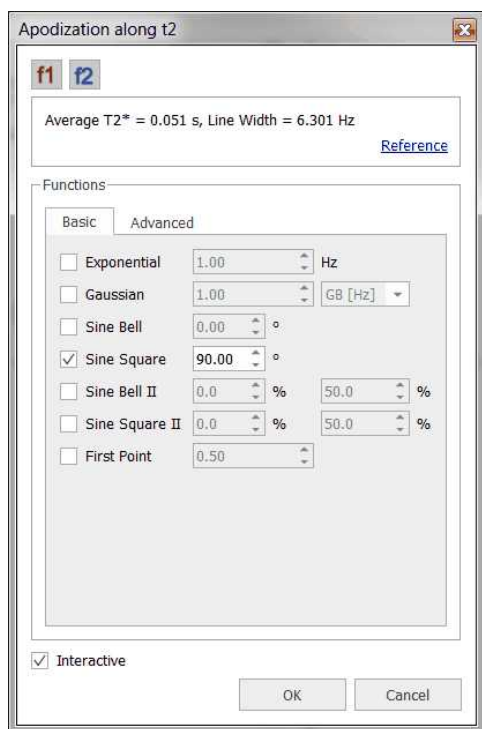 Apodization along t2
f1 f2
Average T2* = 0.051 s, Line Width = 6.301 Hz
Reference
Functions
Basic Advanced
Exponential 1.00 Hz
Gaussian 1.00 GB [Hz]
Sine Bell 0.00 °
Sine Square 90.00 °
Sine Bell II 0.0 % 50.0 %
Sine Square II 0.0 % 50.0 %
First Point 0.50
Interactive
OK Cancel